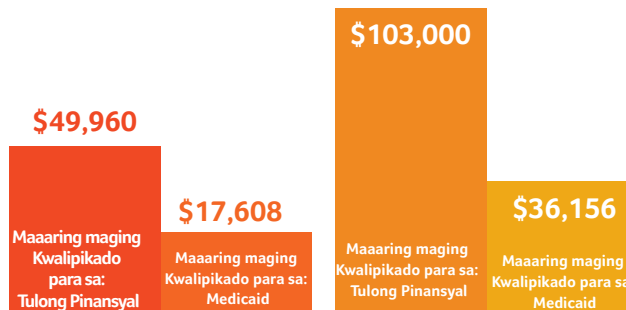 $49,960
Maaaring maging
Kwalipikado
para sa:
Tulong Pinansyal
$17,608
Maaaring maging
Kwalipikado para sa:
Medicaid
$103,000
Maaaring maging
Kwalipikado para sa:
Tulong Pinansyal
$36,156
Maaaring maging
Kwalipikado para sa
Medicaid